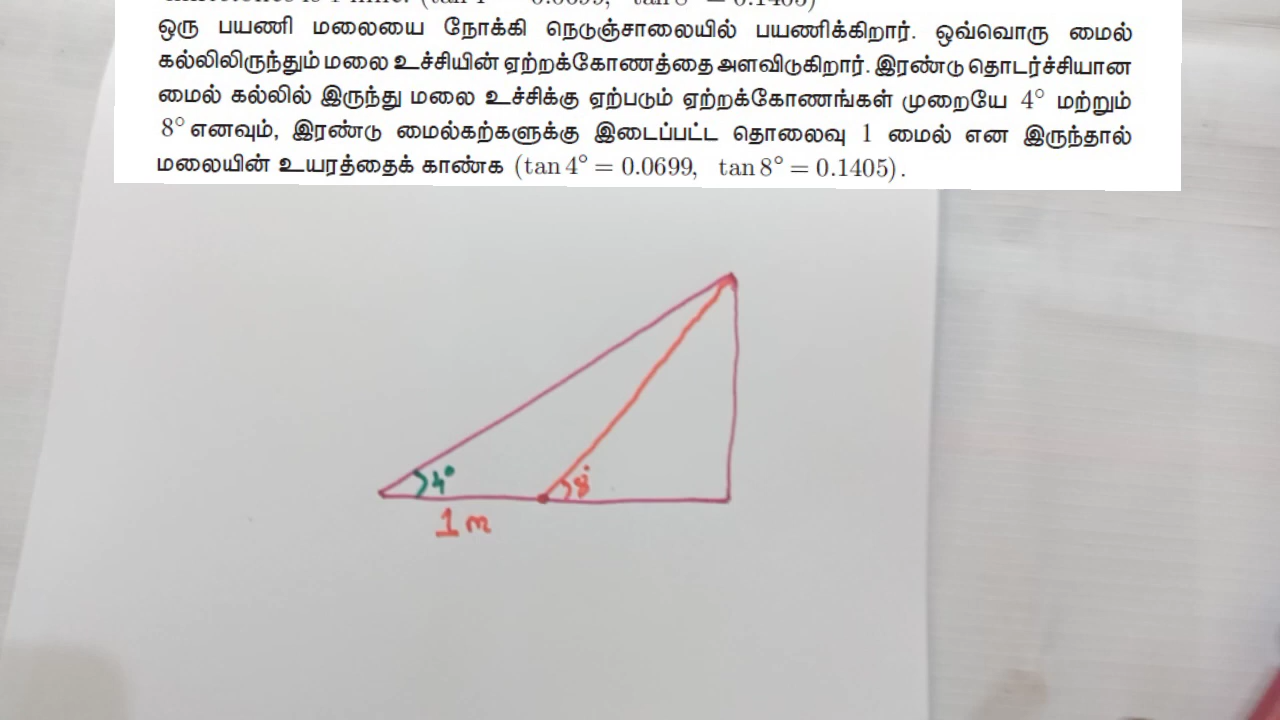 ஒரு பயணி மலையை நோக்கி நெடுஞ்சாலையில் பயணிக்கிறார். ஒவ்வொரு மைல்
கல்லிலிருந்தும் மலை உச்சியின் ஏற்றக்கோணத்தை அளவிடுகிறார். இரண்டு தொடர்ச்சியான
மைல் கல்லில் இருந்து மலை உச்சிக்கு ஏற்படும் ஏற்றக்கோணங்கள் முறையே 4° மற்றும்
8° எனவும், இரண்டு மைல்கற்களுக்கு இடைப்பட்ட தொலைவு 1 மைல் என இருந்தால்
மலையின் உயரத்தைக் காண்க (tan 4° = 0.0699, tan 8° = 0.1405).
4° 8°
1 m